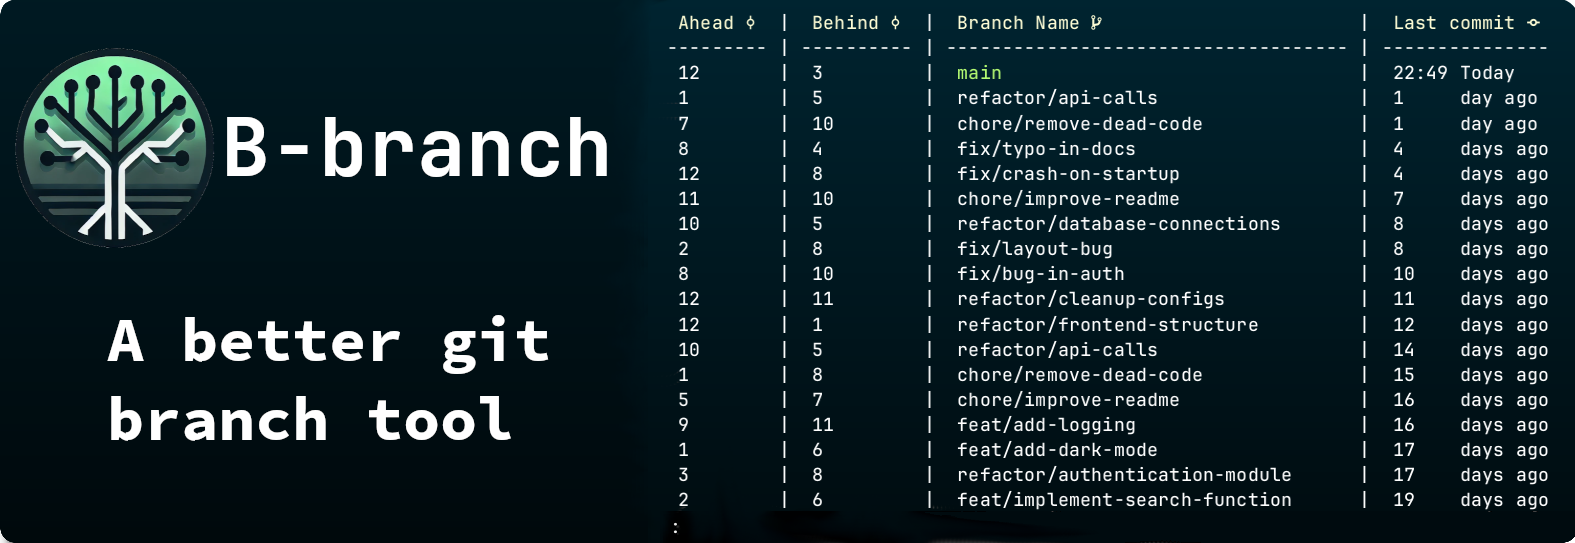 B-branch
A better git
branch tool
Ahead | Behind | Branch Name | Last commit
--------- | ---------- | ------------------------------------ | ---------------
12 | 3 | main | 22:49 Today
1 | 5 | refactor/api-calls | 1 day ago
7 | 10 | chore/remove-dead-code | 1 day ago
8 | 4 | fix/typo-in-docs | 4 days ago
12 | 8 | fix/crash-on-startup | 4 days ago
11 | 10 | chore/improve-readme | 7 days ago
10 | 5 | refactor/database-connections | 8 days ago
2 | 8 | fix/layout-bug | 8 days ago
8 | 10 | fix/bug-in-auth | 10 days ago
12 | 11 | refactor/cleanup-configs | 11 days ago
12 | 1 | refactor/frontend-structure | 12 days ago
10 | 5 | refactor/api-calls | 14 days ago
1 | 8 | chore/remove-dead-code | 15 days ago
5 | 7 | chore/improve-readme | 16 days ago
9 | 11 | feat/add-logging | 16 days ago
1 | 6 | feat/add-dark-mode | 17 days ago
3 | 8 | refactor/authentication-module | 17 days ago
2 | 6 | feat/implement-search-function | 19 days ago
: